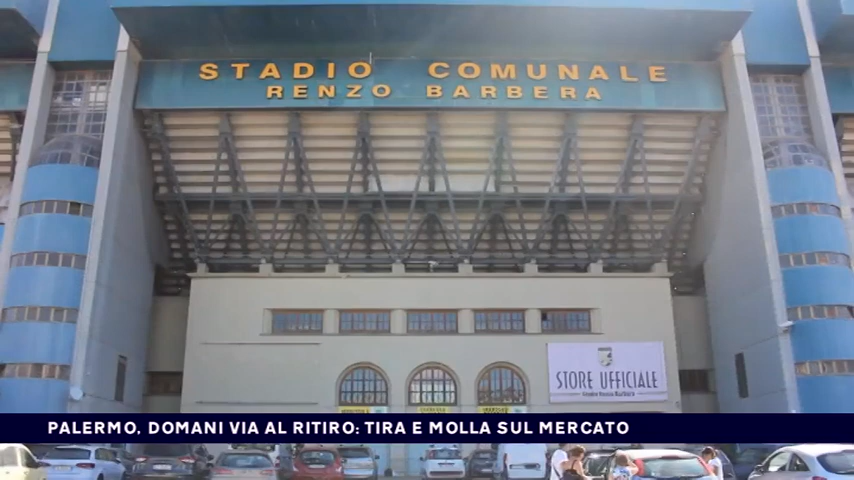 STADIO COMUNALE
RENZO BARBERA
STORE UFFICIALE
PALERMO, DOMANI VIA AL RITIRO: TIRA E MOLLA SUL MERCATO